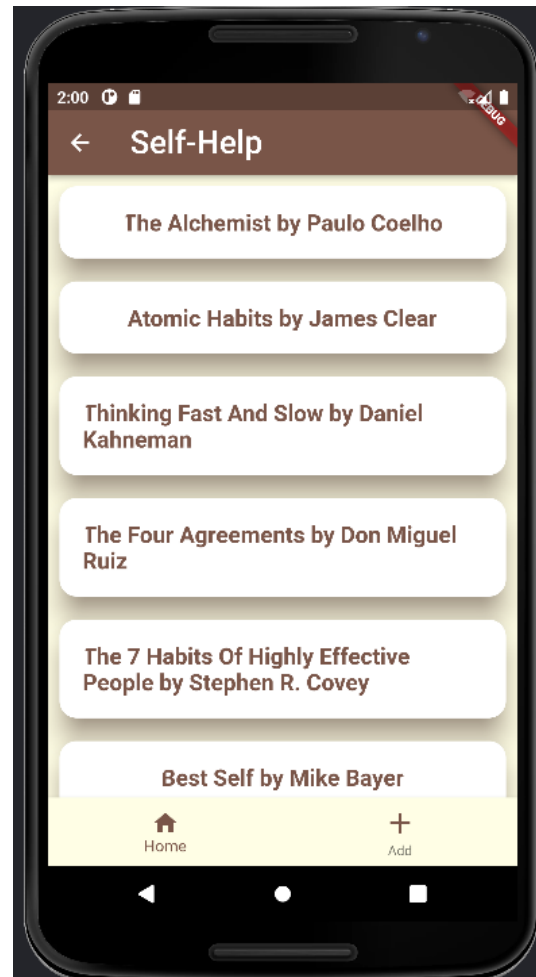 2:00
DEBUG
Self-Help
The Alchemist by Paulo Coelho
Atomic Habits by James Clear
Thinking Fast And Slow by Daniel
Kahneman
The Four Agreements by Don Miguel
Ruiz
The 7 Habits Of Highly Effective
People by Stephen R. Covey
Best Self by Mike Bayer
Home
Add